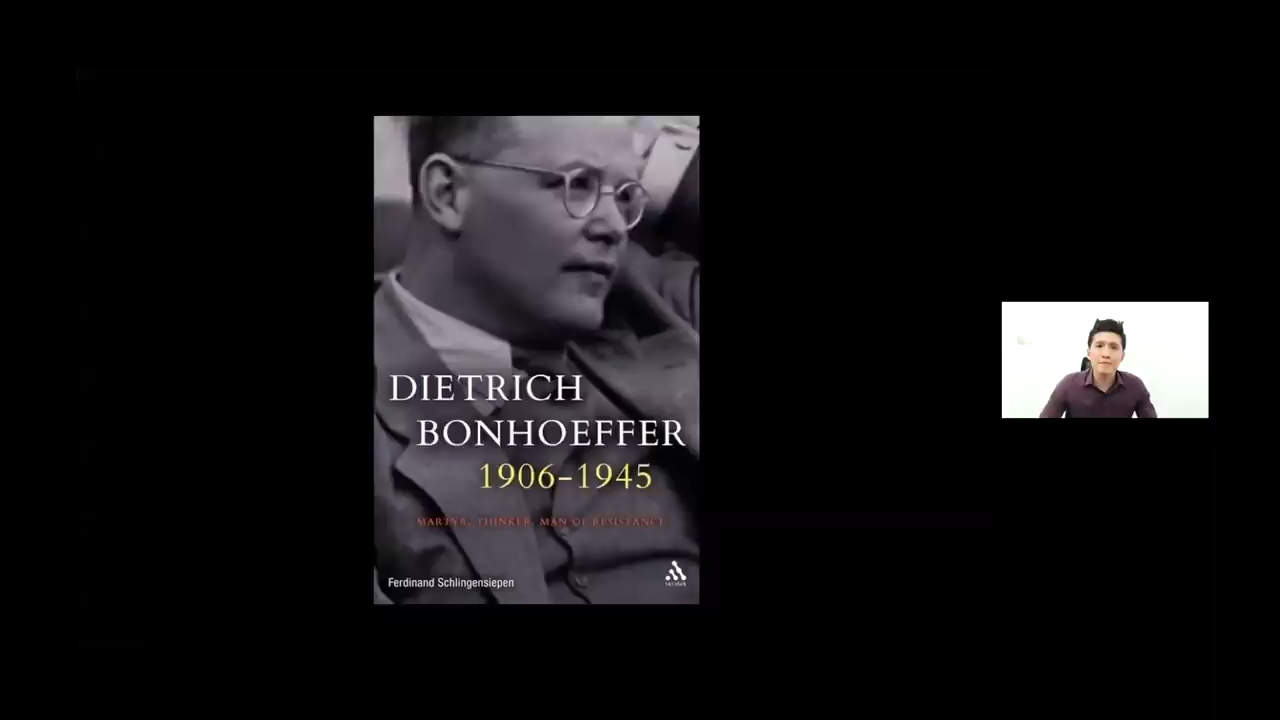 DIETRICH
BONHOEFFER
1906–1945
MARTYR, THINKER, MAN OF RESISTANCE
Ferdinand Schlingensiepen